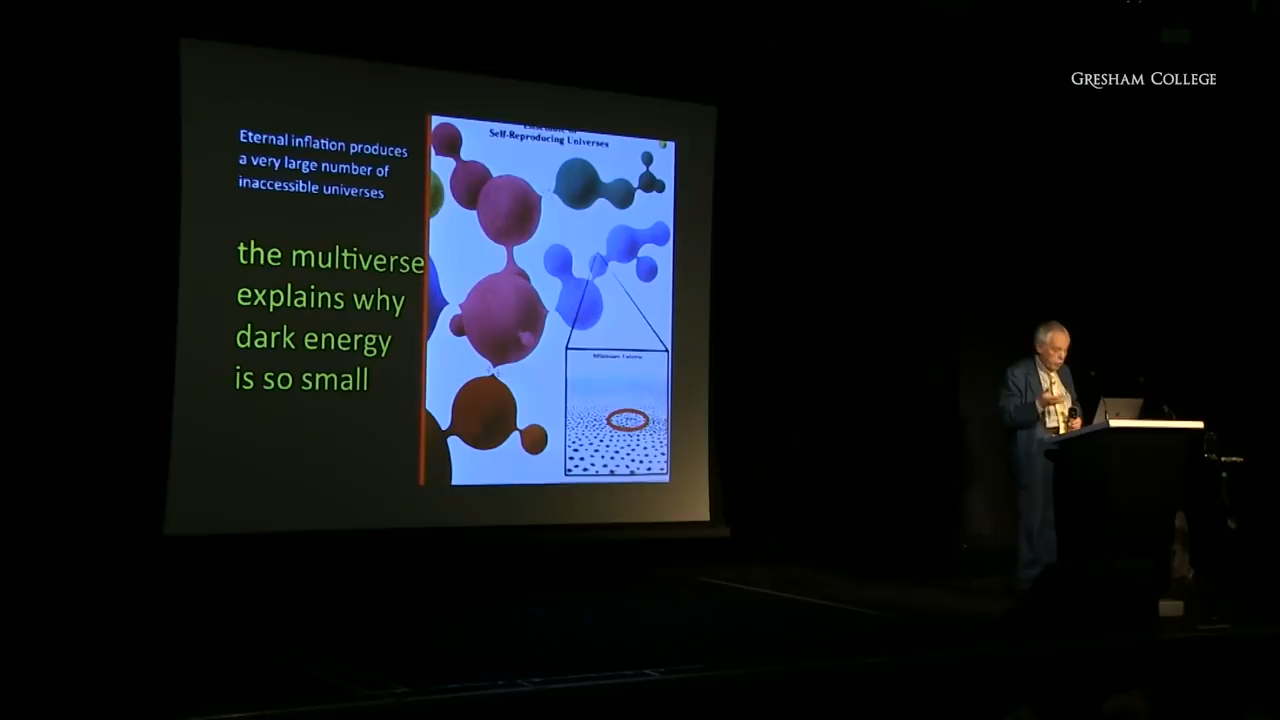 GRESHAM COLLEGE
Eternal inflation produces
a very large number of
inaccessible universes
the multiverse
explains why
dark energy
is so small
Self-Reproducing Universes